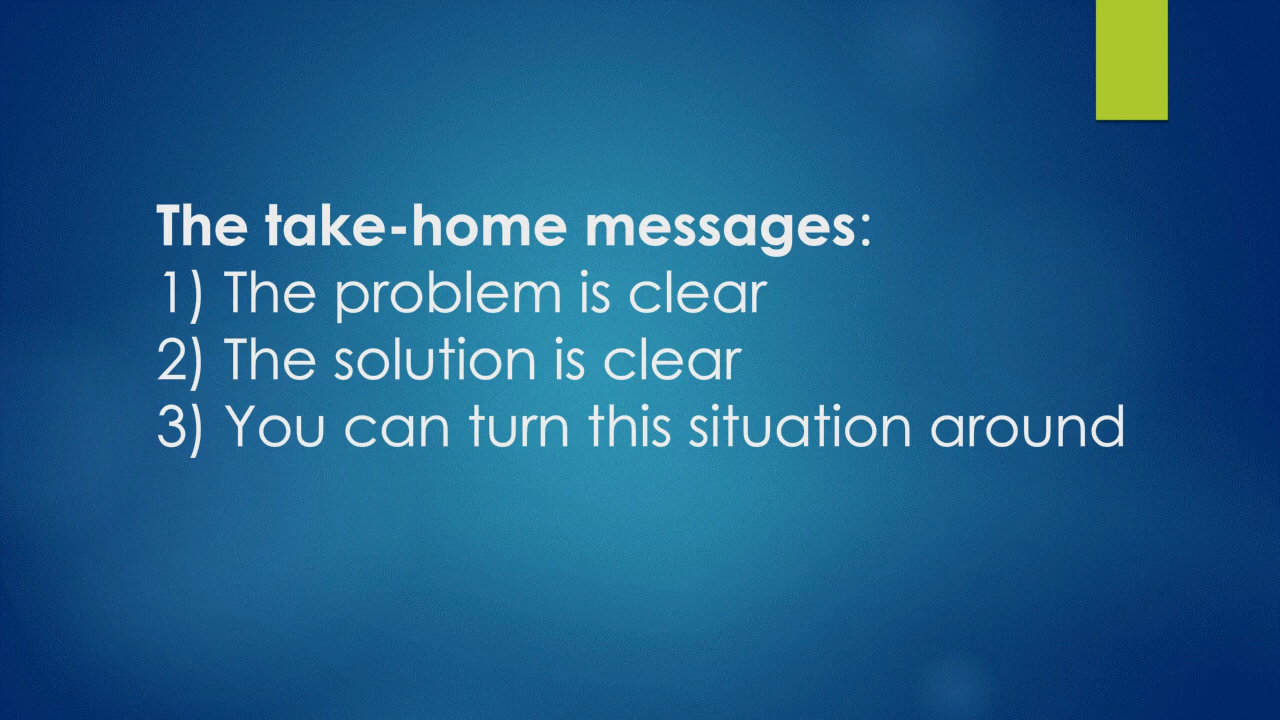 The take-home messages:
1) The problem is clear
2) The solution is clear
3) You can turn this situation around